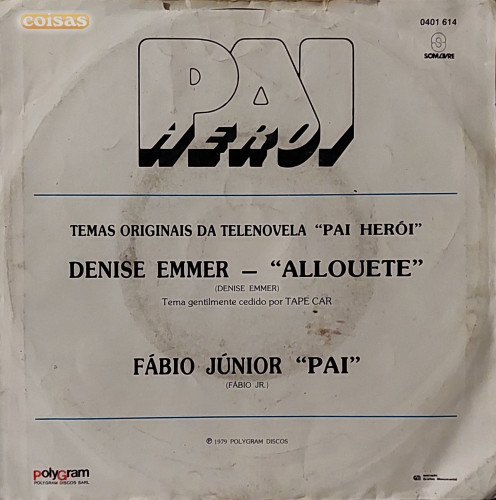 coisas
0401 614
SOMLIVRE
PAI
HERÓI
TEMAS ORIGINAIS DA TELENOVELA "PAI HERÓI"
DENISE EMMER – "ALLOUETE"
(DENISE EMMER)
Tema gentilmente cedido por TAPE CAR
FÁBIO JÚNIOR "PAI"
(FÁBIO JR.)
℗ 1979 POLYGRAM DISCOS
polyGram
POLYGRAM DISCOS SARL